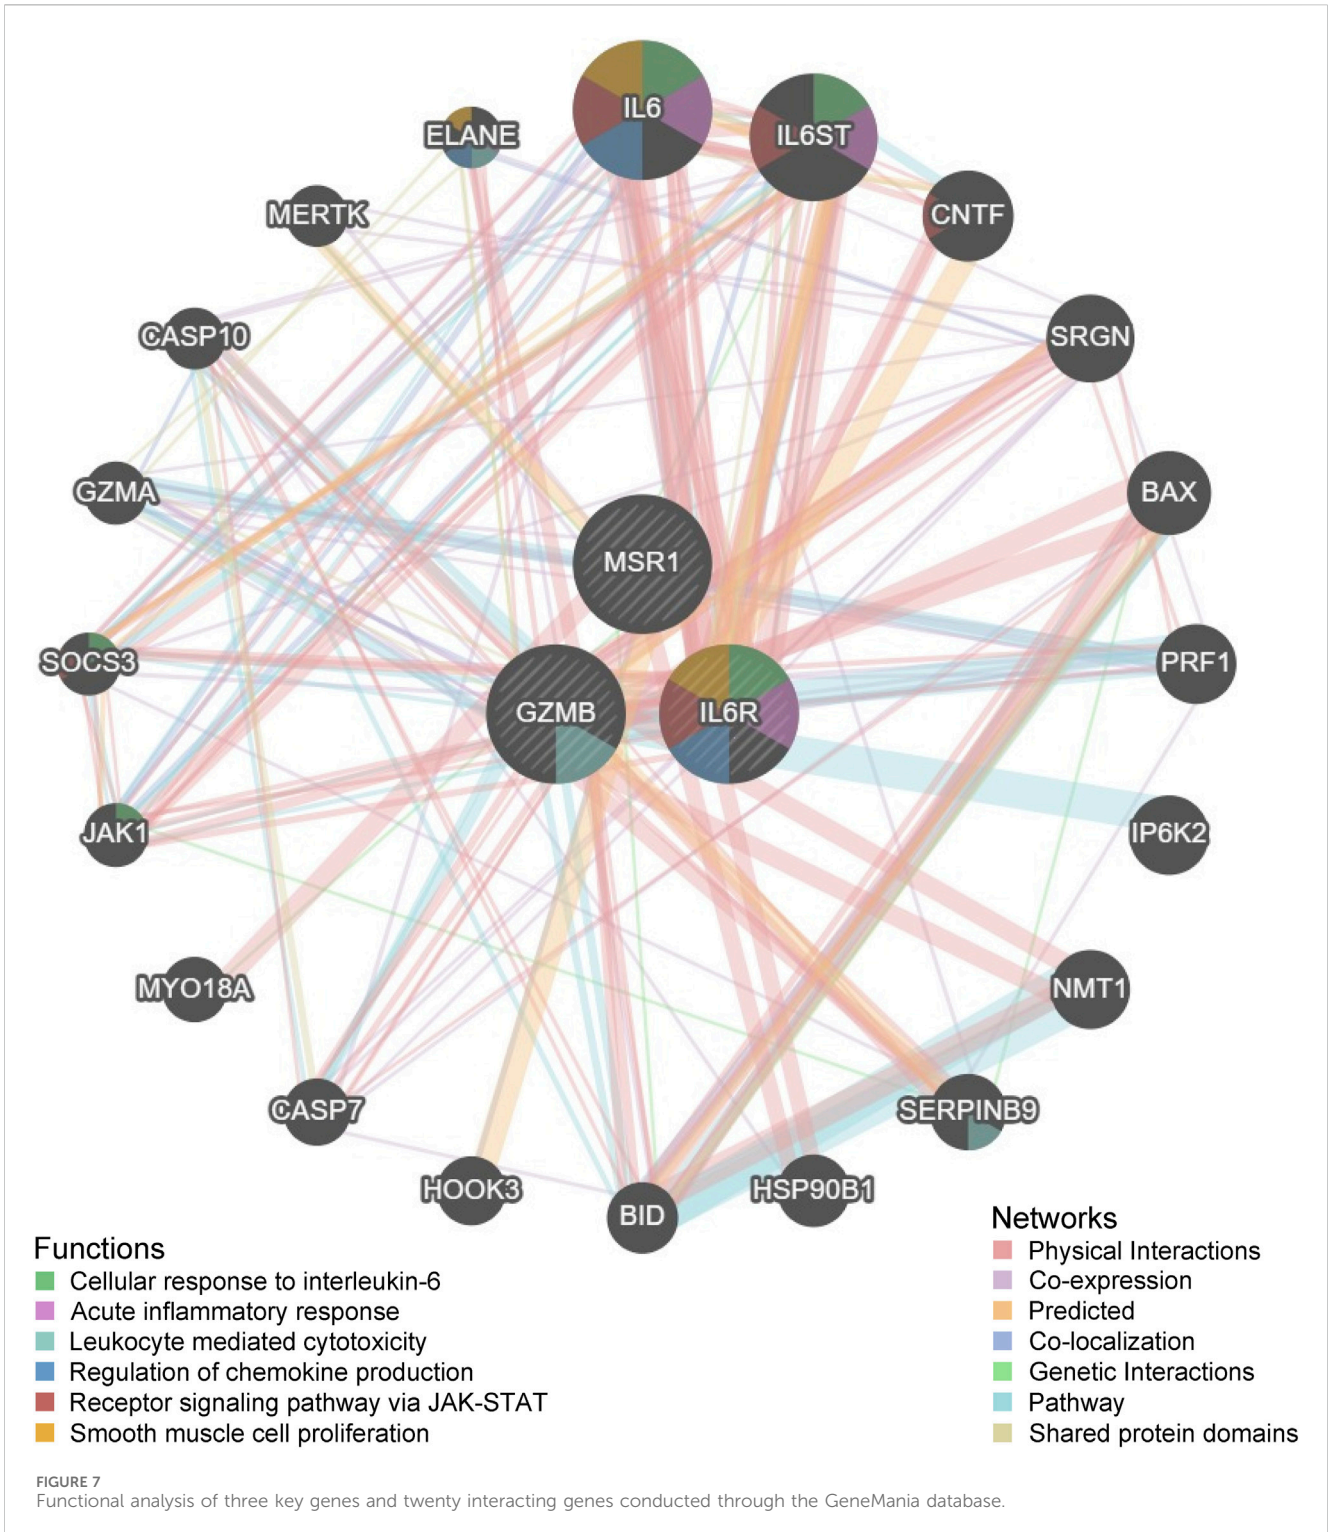 IL6
IL6ST
ELANE
CNTF
MERTK
SRGN
CASP10
BAX
GZMA
MSR1
SOCS3
PRF1
GZMB
IL6R
JAK1
IP6K2
MYO18A
NMT1
CASP7
SERPINB9
HOOK3
BID
HSP90B1
Functions
Cellular response to interleukin-6
Acute inflammatory response
Leukocyte mediated cytotoxicity
Regulation of chemokine production
Receptor signaling pathway via JAK-STAT
Smooth muscle cell proliferation
Networks
Physical Interactions
Co-expression
Predicted
Co-localization
Genetic Interactions
Pathway
Shared protein domains
FIGURE 7
Functional analysis of three key genes and twenty interacting genes conducted through the GeneMania database.